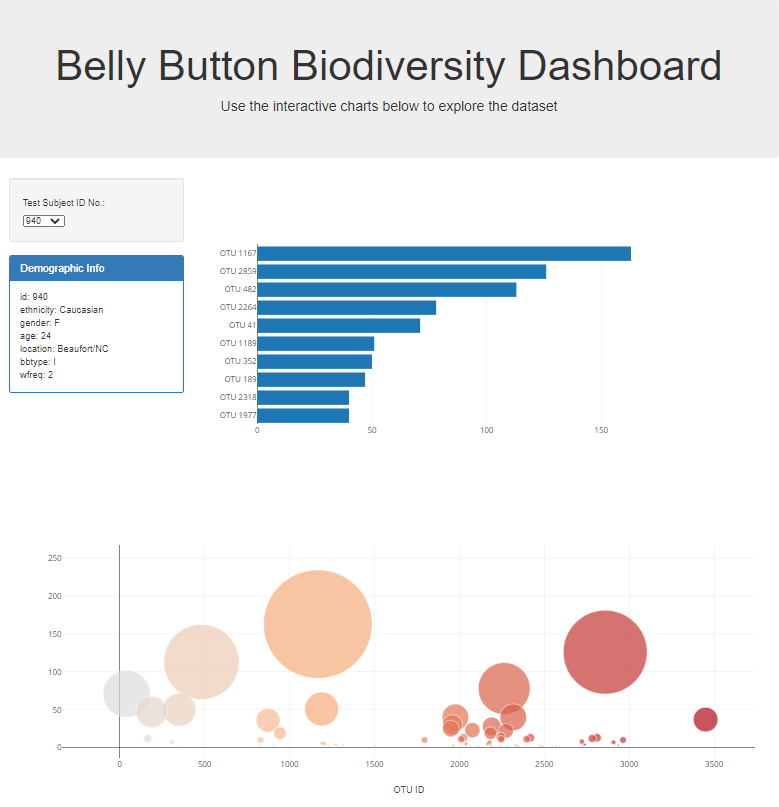 Belly Button Biodiversity Dashboard
Use the interactive charts below to explore the dataset
Test Subject ID No.:
940
Demographic Info
id: 940
ethnicity: Caucasian
gender: F
age: 24
location: Beaufort/NC
bbtype: I
wfreq: 2
OTU 1167
OTU 2859
OTU 482
OTU 2264
OTU 41
OTU 1189
OTU 352
OTU 189
OTU 2318
OTU 1977
0 50 100 150
250
200
150
100
50
0
0 500 1000 1500 2000 2500 3000 3500
OTU ID